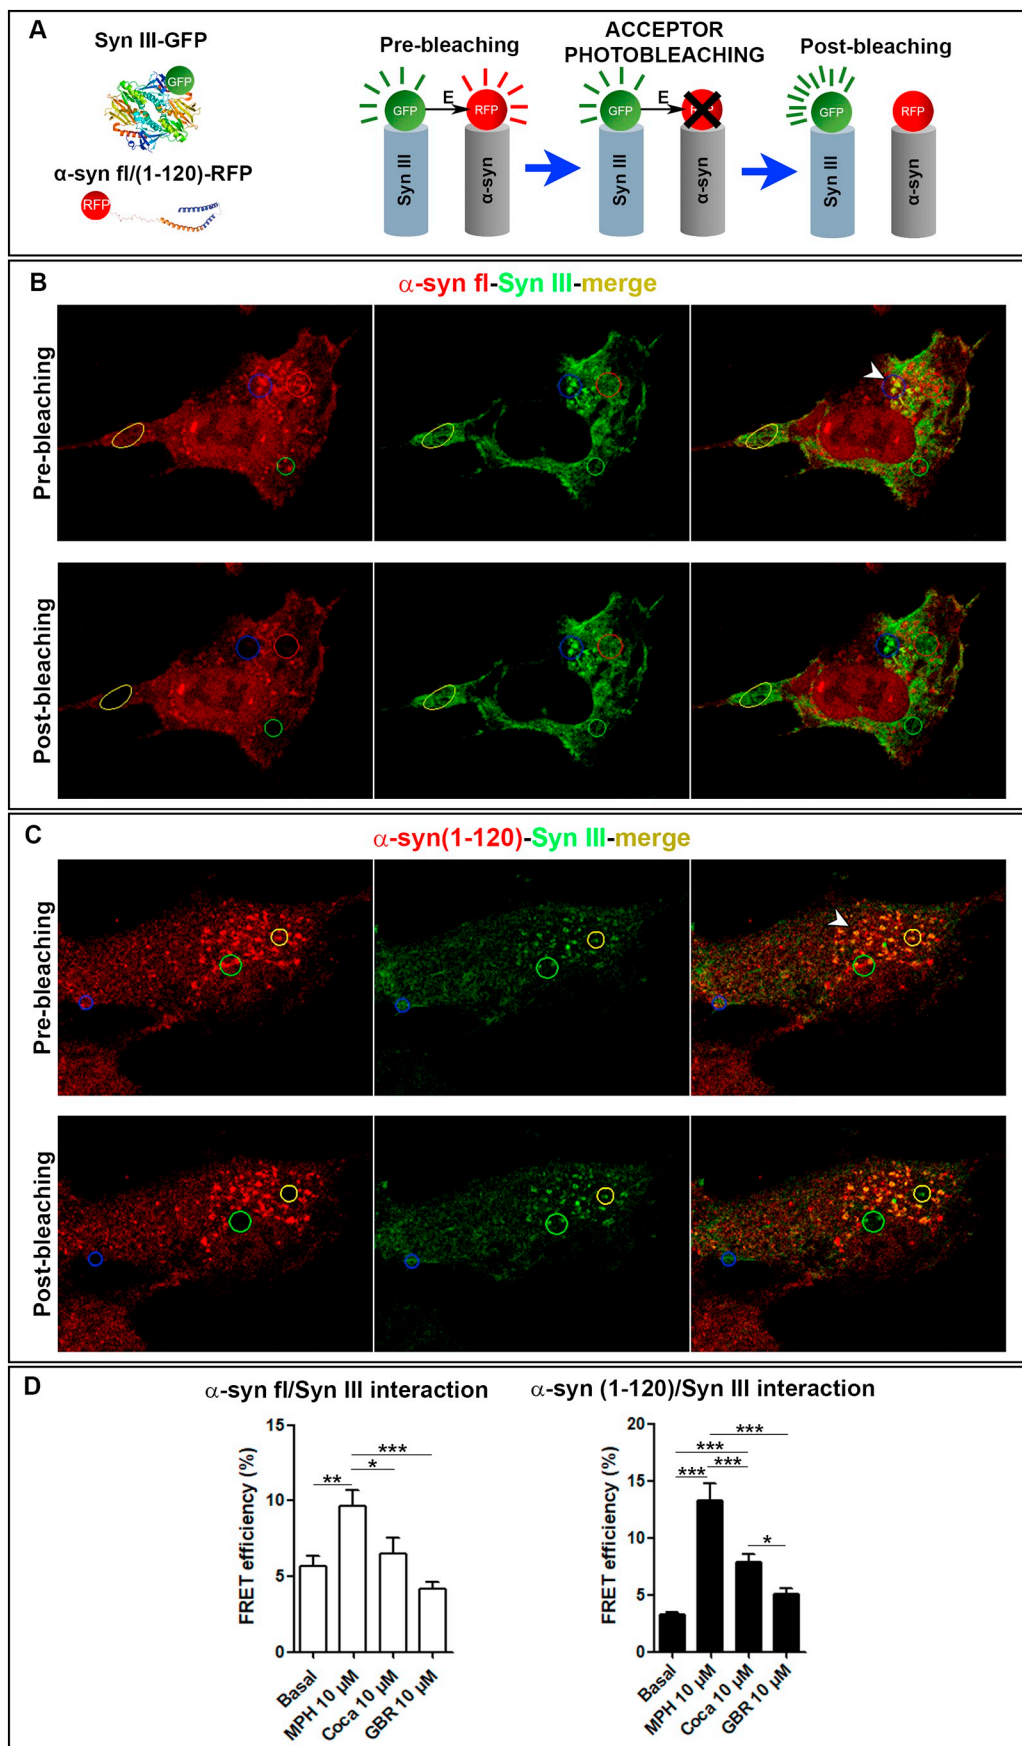 A
Syn III-GFP
GFP
α-syn fl/(1-120)-RFP
RFP
Pre-bleaching
GFP
E
RFP
Syn III
α-syn
ACCEPTOR
PHOTOBLEACHING
GFP
E
Syn III
α-syn
Post-bleaching
GFP
RFP
Syn III
α-syn
B
α-syn fl-Syn III-merge
Pre-bleaching
Post-bleaching
C
α-syn(1-120)-Syn III-merge
Pre-bleaching
Post-bleaching
D
α-syn fl/Syn III interaction
FRET efficiency (%)
15
10
5
0
***
*
**
Basal
MPH 10 µM
Coca 10 µM
GBR 10 µM
α-syn (1-120)/Syn III interaction
FRET efficiency (%)
20
15
10
5
0
***
***
***
***
*
Basal
MPH 10 µM
Coca 10 µM
GBR 10 µM